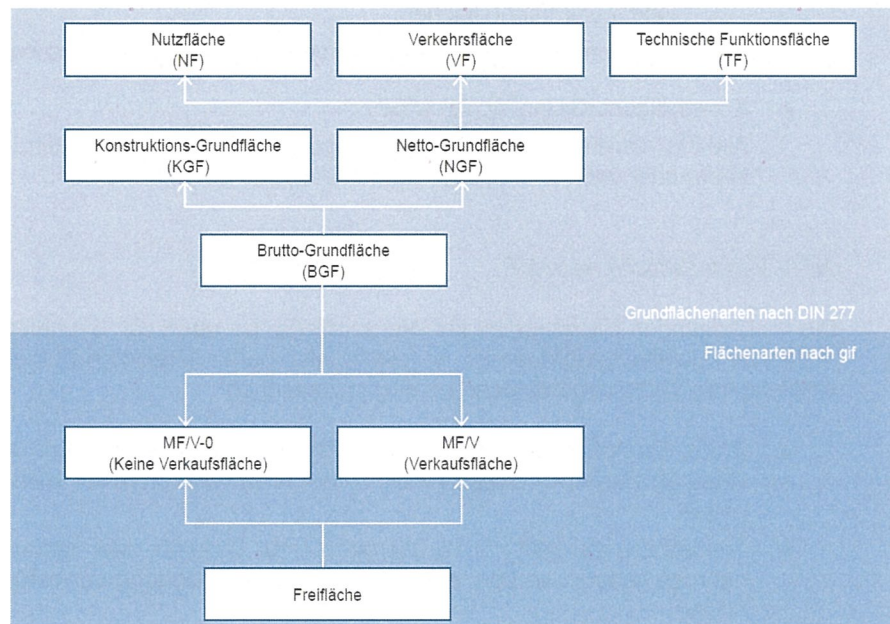 Nutzfläche
(NF)
Verkehrsfläche
(VF)
Technische Funktionsfläche
(TF)
Konstruktions-Grundfläche
(KGF)
Netto-Grundfläche
(NGF)
Brutto-Grundfläche
(BGF)
Grundflächenarten nach DIN 277
Flächenarten nach gif
MF/V-0
(Keine Verkaufsfläche)
MF/V
(Verkaufsfläche)
Freifläche